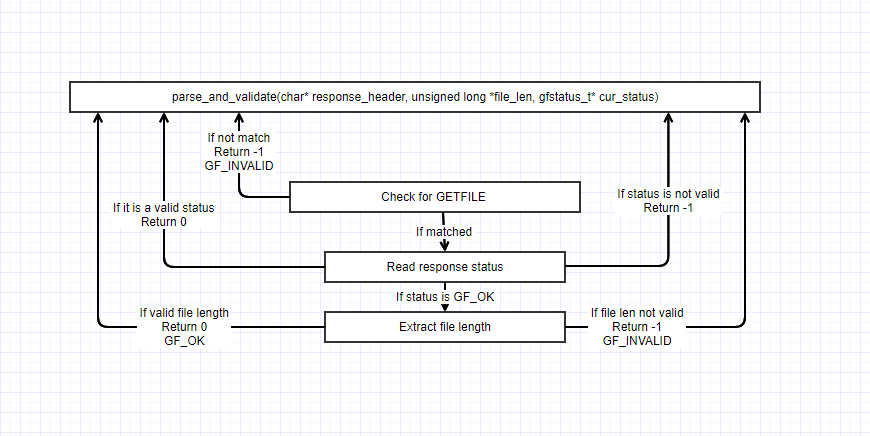 parse_and_validate(char* response_header, unsigned long *file_len, gfstatus_t* cur_status)
If not match
Return -1
GF_INVALID
Check for GETFILE
If status is not valid
Return -1
If it is a valid status
Return 0
If matched
Read response status
If status is GF_OK
If valid file length
Return 0
GF_OK
Extract file length
If file len not valid
Return -1
GF_INVALID